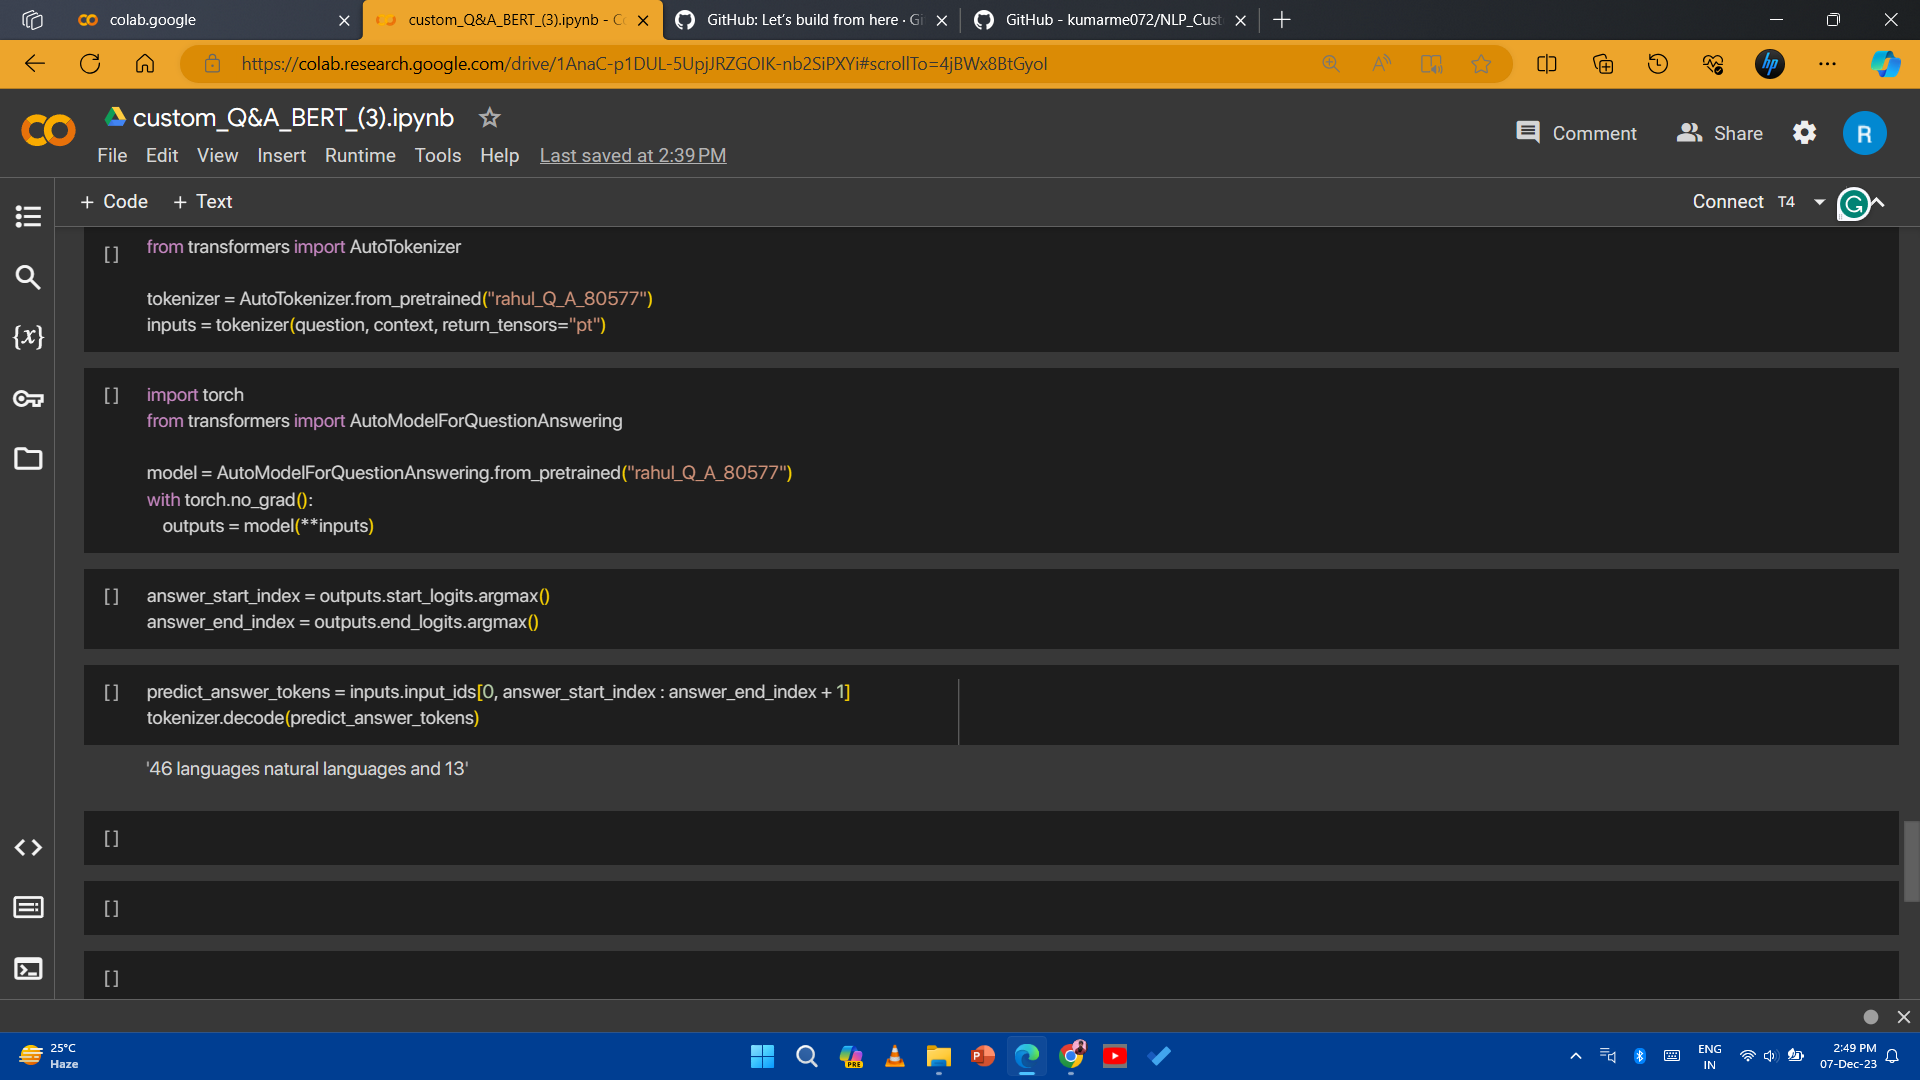 colab.google
custom_Q&A_BERT_(3).ipynb - Co
GitHub: Let's build from here · Gi
GitHub - kumarme072/NLP_Cust
https://colab.research.google.com/drive/1AnaC-p1DUL-5UpjJRZGOIK-nb2SiPXYi#scrollTo=4jBWx8BtGyoI
custom_Q&A_BERT_(3).ipynb
File Edit View Insert Runtime Tools Help Last saved at 2:39 PM
Comment Share R
+ Code + Text
Connect T4
[ ] from transformers import AutoTokenizer
tokenizer = AutoTokenizer.from_pretrained("rahul_Q_A_80577")
inputs = tokenizer(question, context, return_tensors="pt")
[ ] import torch
from transformers import AutoModelForQuestionAnswering
model = AutoModelForQuestionAnswering.from_pretrained("rahul_Q_A_80577")
with torch.no_grad():
outputs = model(**inputs)
[ ] answer_start_index = outputs.start_logits.argmax()
answer_end_index = outputs.end_logits.argmax()
[ ] predict_answer_tokens = inputs.input_ids[0, answer_start_index : answer_end_index + 1]
tokenizer.decode(predict_answer_tokens)
'46 languages natural languages and 13'
[ ]
[ ]
[ ]
25°C
Haze
PRE
ENG
IN
2:49 PM
07-Dec-23